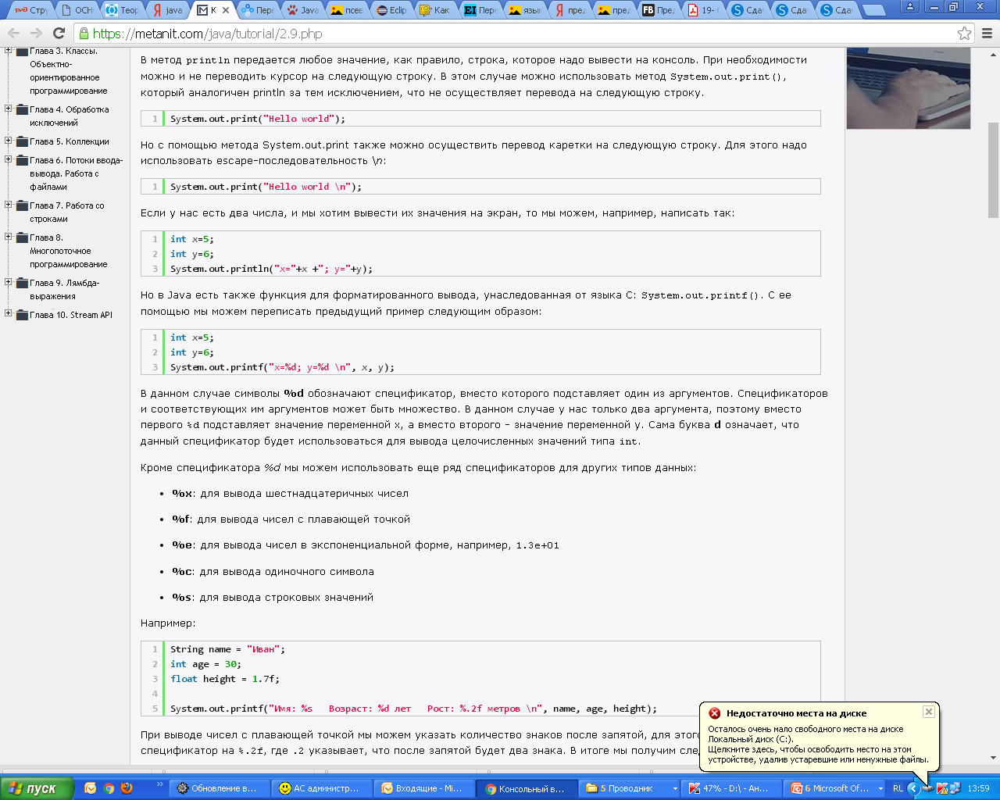 Стру
ОСН
Теор
java
К
Пере
Java
псев
Eclip
Как
Пере
язык
пред
пред
Пред
19-
Сда
Сда
Сда
https://metanit.com/java/tutorial/2.9.php
Глава 3. Классы.
Объектно-
ориентированное
программирование
Глава 4. Обработка
исключений
Глава 5. Коллекции
Глава 6. Потоки ввода-
вывода. Работа с
файлами
Глава 7. Работа со
строками
Глава 8.
Многопоточное
программирование
Глава 9. Лямбда-
выражения
Глава 10. Stream API
В метод println передается любое значение, как правило, строка, которое надо вывести на консоль. При необходимости
можно и не переводить курсор на следующую строку. В этом случае можно использовать метод System.out.print(),
который аналогичен println за тем исключением, что не осуществляет перевода на следующую строку.
1 System.out.print("Hello world");
Но с помощью метода System.out.print также можно осуществить перевод каретки на следующую строку. Для этого надо
использовать escape-последовательность \n:
1 System.out.print("Hello world \n");
Если у нас есть два числа, и мы хотим вывести их значения на экран, то мы можем, например, написать так:
1 int x=5;
2 int y=6;
3 System.out.println("x="+x +"; y="+y);
Но в Java есть также функция для форматированного вывода, унаследованная от языка С: System.out.printf(). С ее
помощью мы можем переписать предыдущий пример следующим образом:
1 int x=5;
2 int y=6;
3 System.out.printf("x=%d; y=%d \n", x, y);
В данном случае символы %d обозначают спецификатор, вместо которого подставляет один из аргументов. Спецификаторов
и соответствующих им аргументов может быть множество. В данном случае у нас только два аргумента, поэтому вместо
первого %d подставляет значение переменной x, а вместо второго - значение переменной y. Сама буква d означает, что
данный спецификатор будет использоваться для вывода целочисленных значений типа int.
Кроме спецификатора %d мы можем использовать еще ряд спецификаторов для других типов данных:
• %x: для вывода шестнадцатеричных чисел
• %f: для вывода чисел с плавающей точкой
• %e: для вывода чисел в экспоненциальной форме, например, 1.3e+01
• %c: для вывода одиночного символа
• %s: для вывода строковых значений
Например:
1 String name = "Иван";
2 int age = 30;
3 float height = 1.7f;
4
5 System.out.printf("Имя: %s   Возраст: %d лет   Рост: %.2f метров \n", name, age, height);
При выводе чисел с плавающей точкой мы можем указать количество знаков после запятой, для этог
спецификатор на %.2f, где .2 указывает, что после запятой будет два знака. В итоге мы получим сле
Недостаточно места на диске
Осталось очень мало свободного места на диске
Локальный диск (C:).
Щелкните здесь, чтобы освободить место на этом
устройстве, удалив устаревшие или ненужные файлы.
пуск
Обновление в...
АС администр...
Входящие - Mi...
Консольный в...
5 Проводник
47% - D:\ - Ан...
6 Microsoft Of...
RL
13:59